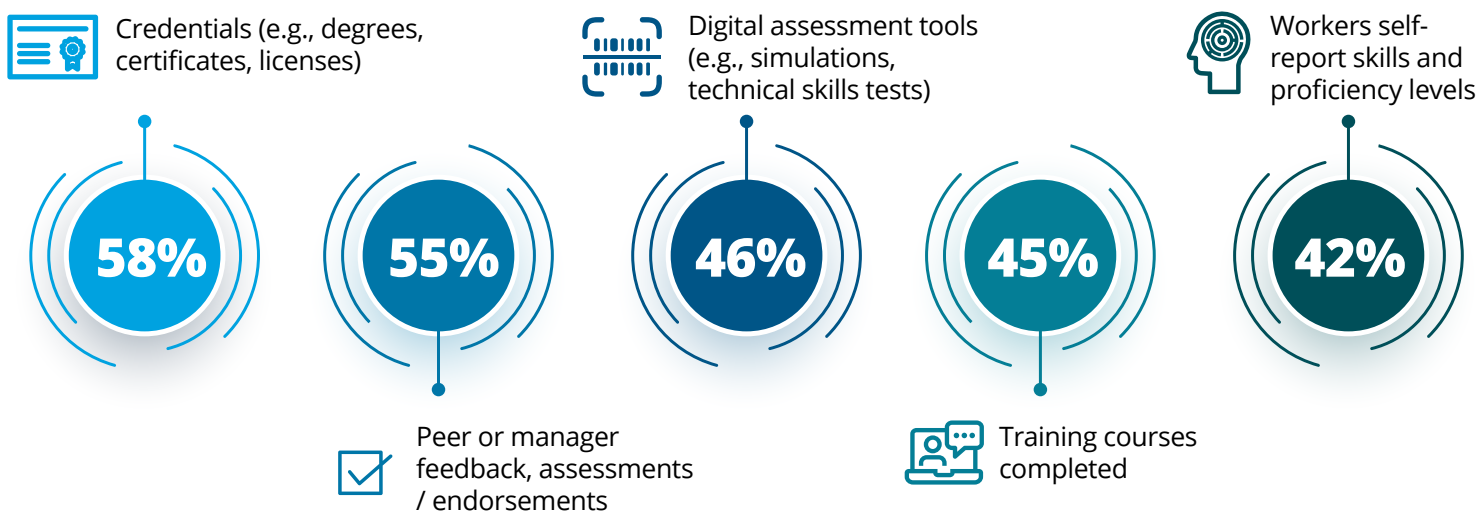 Credentials (e.g., degrees,
certificates, licenses)
Digital assessment tools
(e.g., simulations,
technical skills tests)
Workers self-
report skills and
proficiency levels
58%
55%
46%
45%
42%
Peer or manager
feedback, assessments
/ endorsements
Training courses
completed